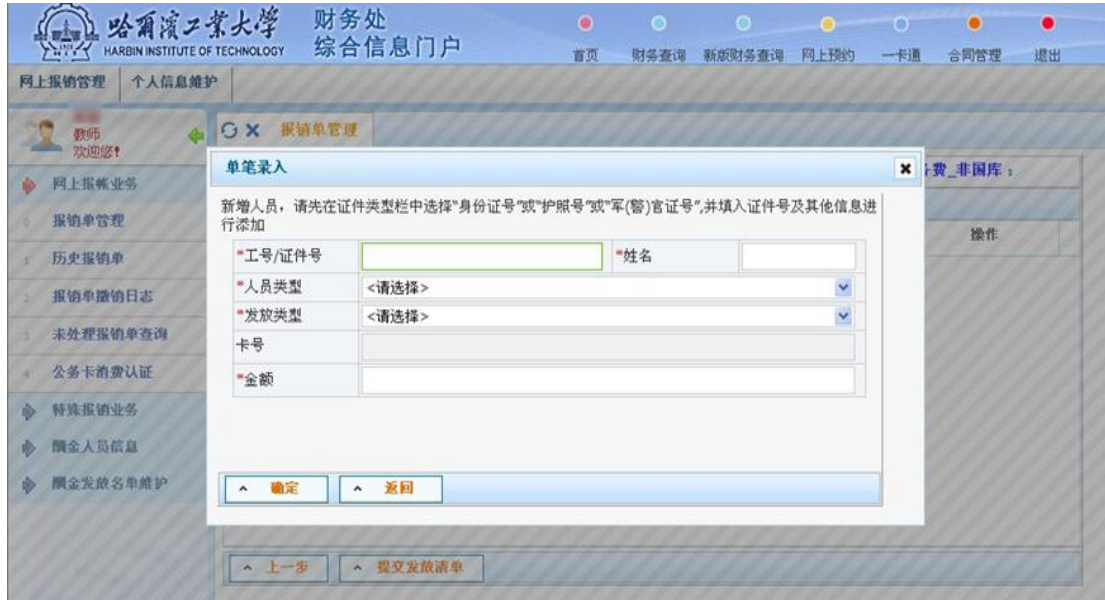 哈爾濱工業大學
HARBIN INSTITUTE OF TECHNOLOGY
财务处
综合信息门户
首页 财务查询 新版财务查询 网上预约 一卡通 合同管理 退出
网上报销管理 个人信息维护
教师
欢迎您!
报销单管理
网上报帐业务
0 报销单管理
1 历史报销单
2 报销单撤销日志
3 未处理报销单查询
4 公务卡消费认证
特殊报销业务
酬金人员信息
酬金发放名单维护
费_非国库;
操作
单笔录入
新增人员，请先在证件类型栏中选择“身份证号”或“护照号”或“军(警)官证号”,并填入证件号及其他信息进
行添加
*工号/证件号 *姓名
*人员类型 <请选择>
*发放类型 <请选择>
卡号
*金额
确定 返回
上一步 提交发放清单